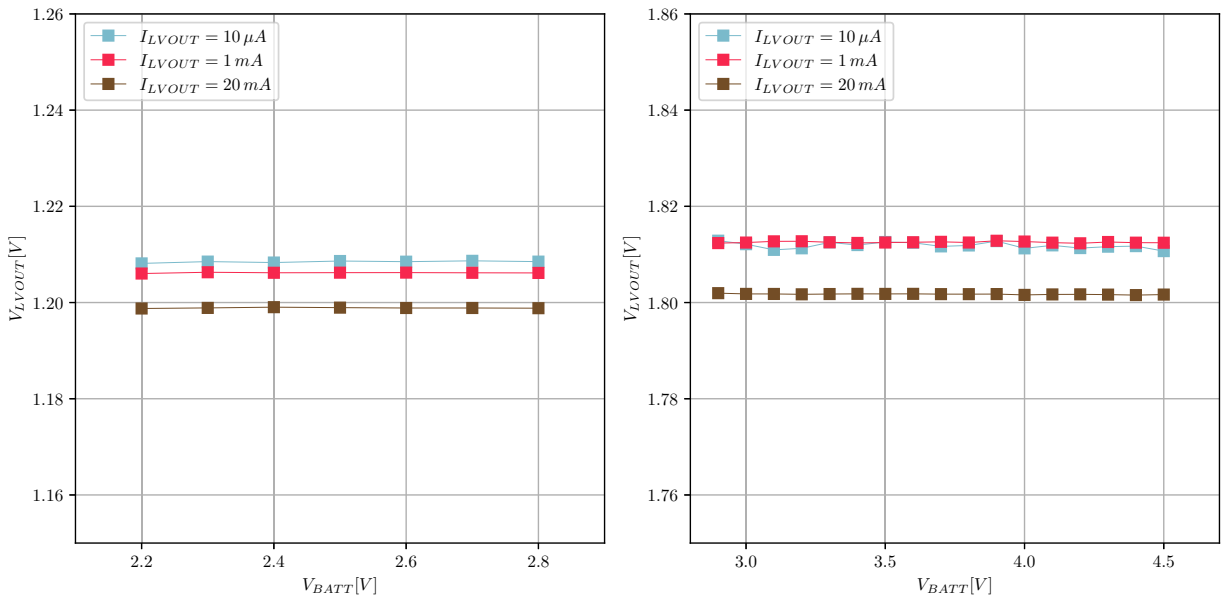 1.26
1.24
1.22
1.20
1.18
1.16
V_{LVOUT}[V]
I_{LVOUT} = 10 μA
I_{LVOUT} = 1 mA
I_{LVOUT} = 20 mA
2.2 2.4 2.6 2.8
V_{BATT}[V]
1.86
1.84
1.82
1.80
1.78
1.76
V_{LVOUT}[V]
I_{LVOUT} = 10 μA
I_{LVOUT} = 1 mA
I_{LVOUT} = 20 mA
3.0 3.5 4.0 4.5
V_{BATT}[V]